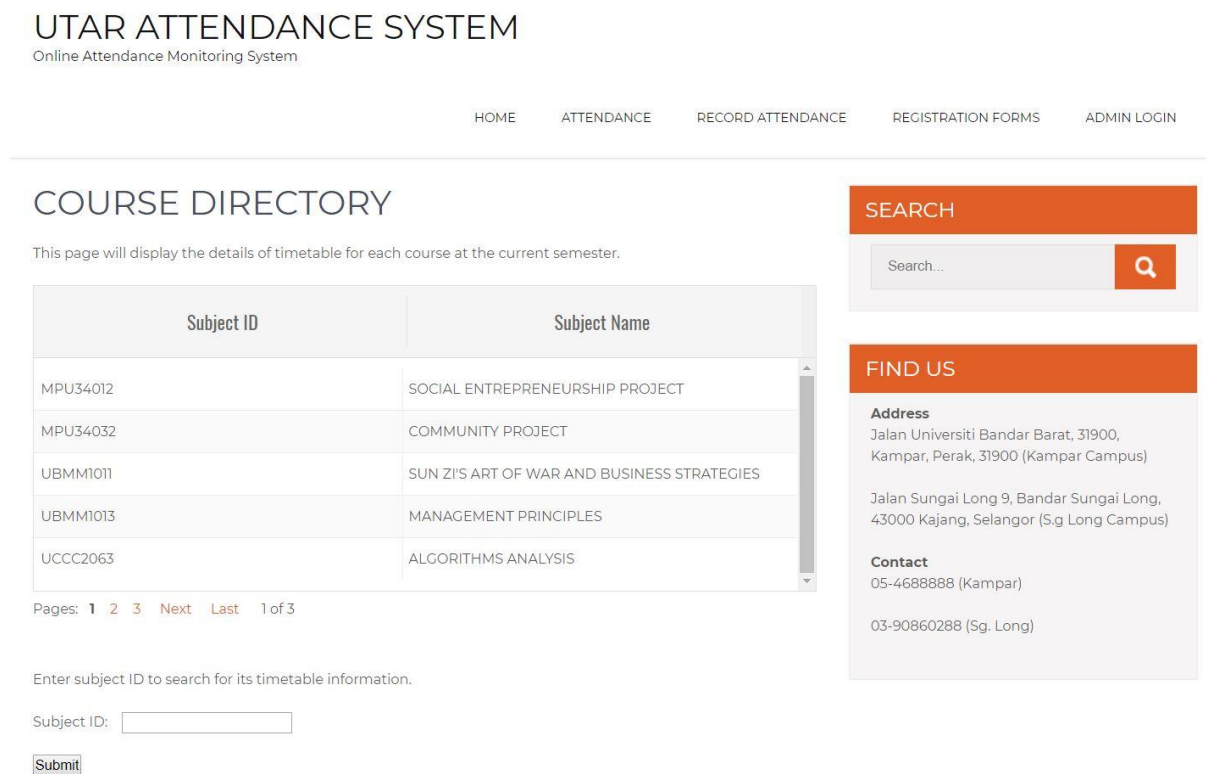 UTAR ATTENDANCE SYSTEM
Online Attendance Monitoring System
HOME ATTENDANCE RECORD ATTENDANCE REGISTRATION FORMS ADMIN LOGIN
COURSE DIRECTORY
This page will display the details of timetable for each course at the current semester.
Subject ID Subject Name
MPU34012 SOCIAL ENTREPRENEURSHIP PROJECT
MPU34032 COMMUNITY PROJECT
UBMM1011 SUN ZI'S ART OF WAR AND BUSINESS STRATEGIES
UBMM1013 MANAGEMENT PRINCIPLES
UCCC2063 ALGORITHMS ANALYSIS
Pages: 1 2 3 Next Last 1 of 3
Enter subject ID to search for its timetable information.
Subject ID:
Submit
SEARCH
Search...
FIND US
Address
Jalan Universiti Bandar Barat, 31900,
Kampar, Perak, 31900 (Kampar Campus)
Jalan Sungai Long 9, Bandar Sungai Long,
43000 Kajang, Selangor (S.g Long Campus)
Contact
05-4688888 (Kampar)
03-90860288 (Sg. Long)